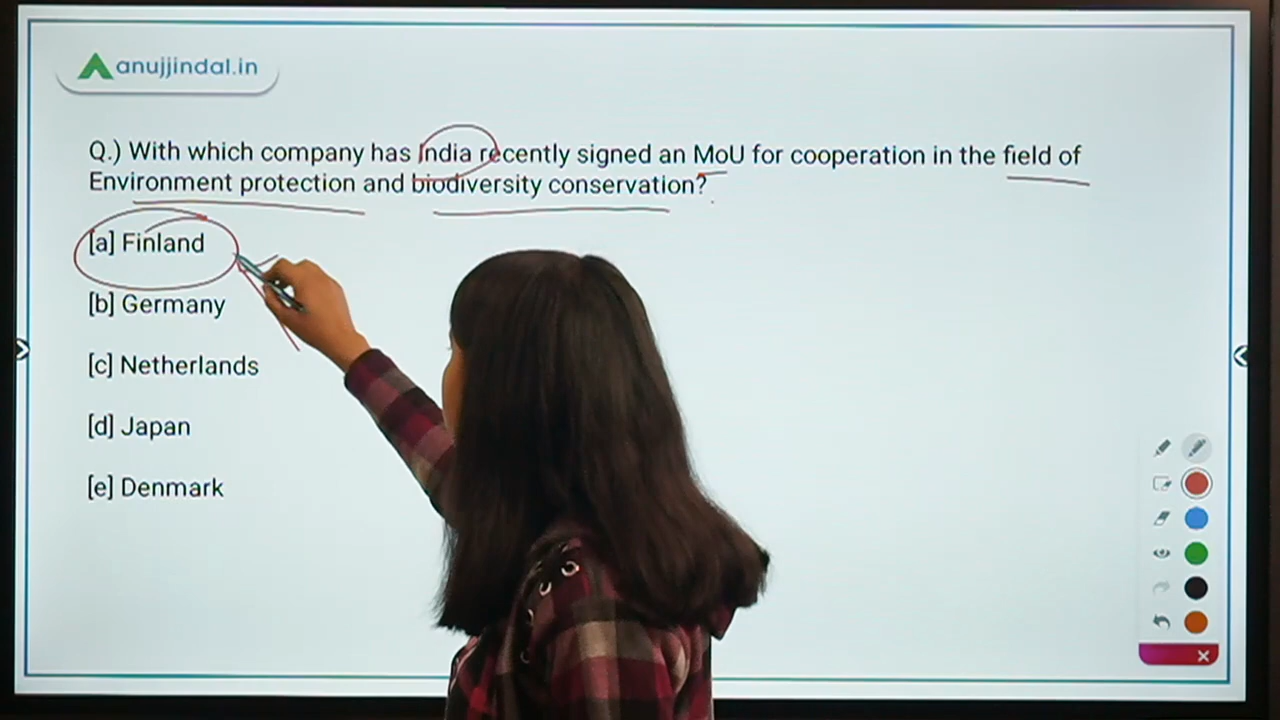 anujjindal.in
Q.) With which company has India recently signed an MoU for cooperation in the field of
Environment protection and biodiversity conservation?
[a] Finland
[b] Germany
[c] Netherlands
[d] Japan
[e] Denmark